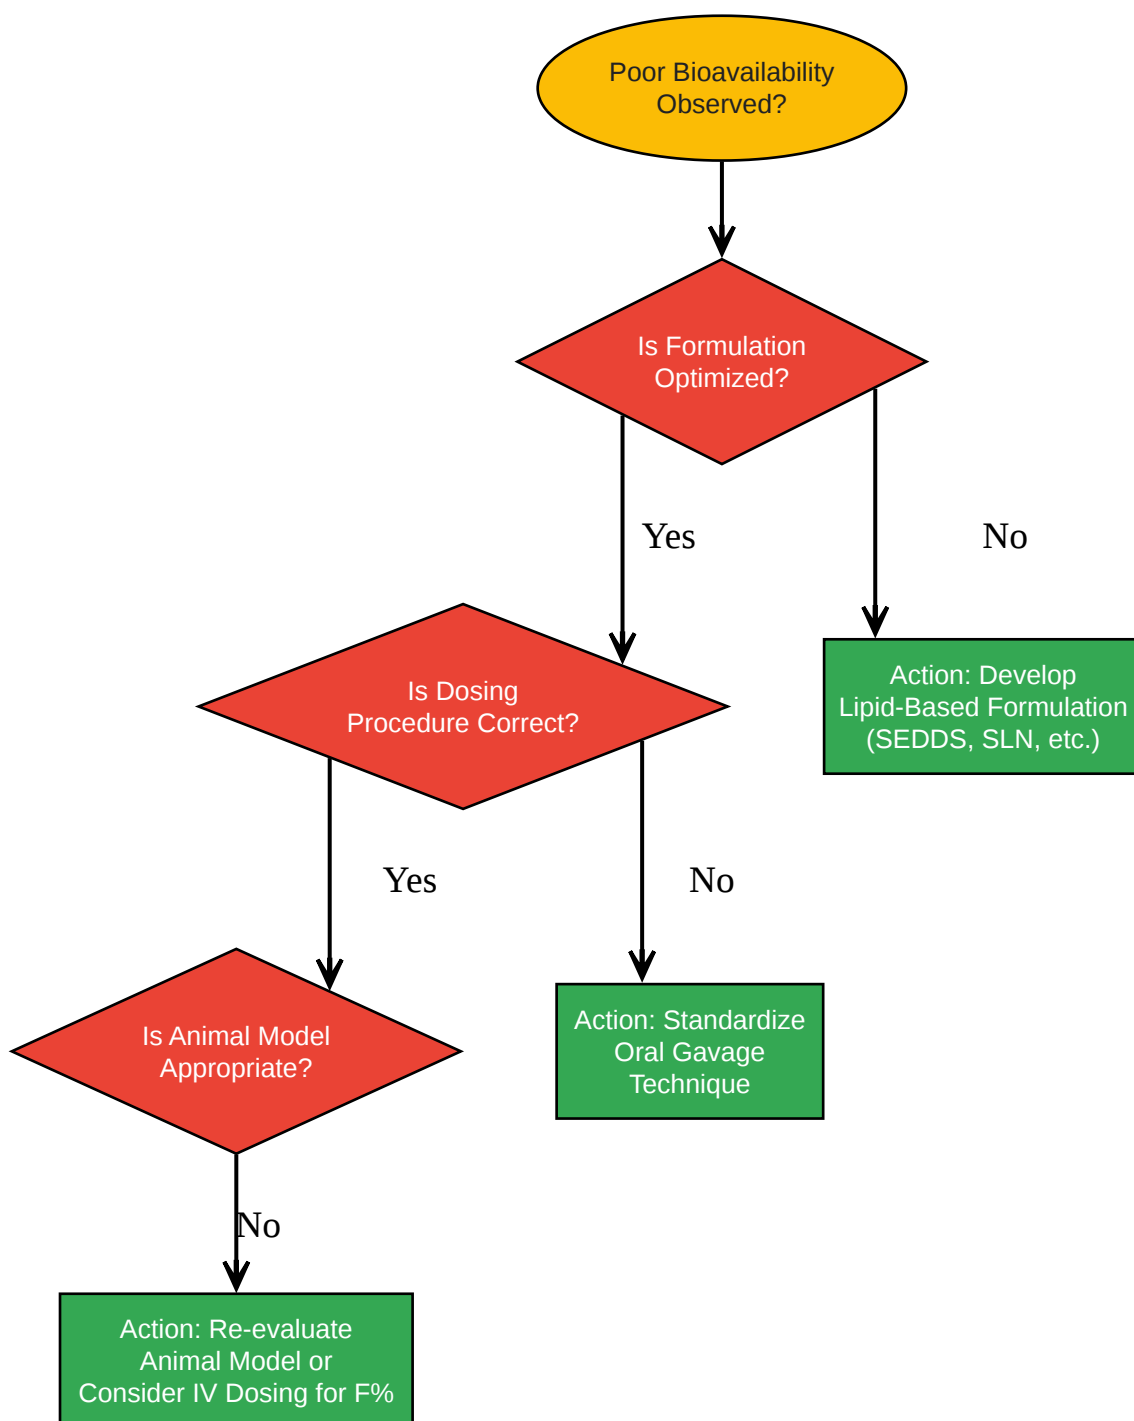 Poor Bioavailability
Observed?
Is Formulation
Optimized?
Yes
No
Is Dosing
Procedure Correct?
Action: Develop
Lipid-Based Formulation
(SEDDS, SLN, etc.)
Yes
No
Is Animal Model
Appropriate?
Action: Standardize
Oral Gavage
Technique
No
Action: Re-evaluate
Animal Model or
Consider IV Dosing for F%